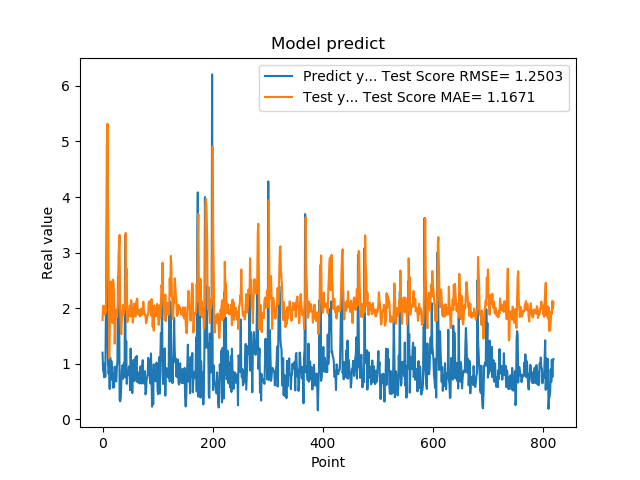 Model predict
Predict y... Test Score RMSE= 1.2503
Test y... Test Score MAE= 1.1671
Real value
6
5
4
3
2
1
0
0 200 400 600 800
Point